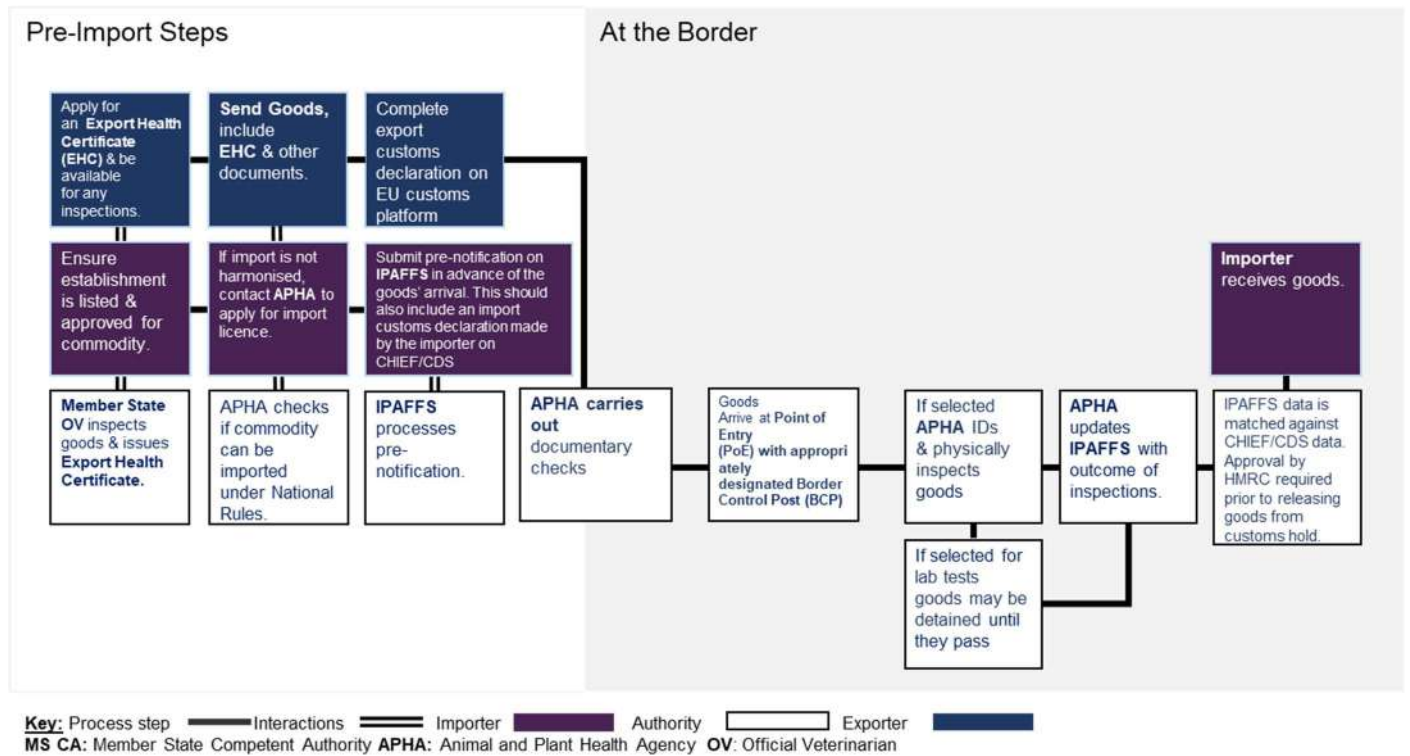 Pre-Import Steps
At the Border
Apply for
an Export Health
Certificate
(EHC) & be
available
for any
inspections.
Send Goods,
include
EHC & other
documents.
Complete
export
customs
declaration on
EU customs
platform
Ensure
establishment
is listed &
approved for
commodity.
If import is not
harmonised,
contact APHA to
apply for import
licence.
Submit pre-notification on
IPAFFS in advance of the
goods' arrival. This should
also include an import
customs declaration made
by the importer on
CHIEF/CDS
Importer
receives goods.
Member State
OV inspects
goods & issues
Export Health
Certificate.
APHA checks
if commodity
can be
imported
under National
Rules.
IPAFFS
processes
pre-
notification.
APHA carries
out
documentary
checks
Goods
Arrive at Point of
Entry
(PoE) with appropri
ately
designated Border
Control Post (BCP)
If selected
APHA IDs
& physically
inspects
goods
APHA
updates
IPAFFS with
outcome of
inspections.
IPAFFS data is
matched against
CHIEF/CDS data.
Approval by
HMRC required
prior to releasing
goods from
customs hold.
If selected for
lab tests
goods may be
detained until
they pass
Key: Process step Interactions Importer Authority Exporter
MS CA: Member State Competent Authority APHA: Animal and Plant Health Agency OV: Official Veterinarian